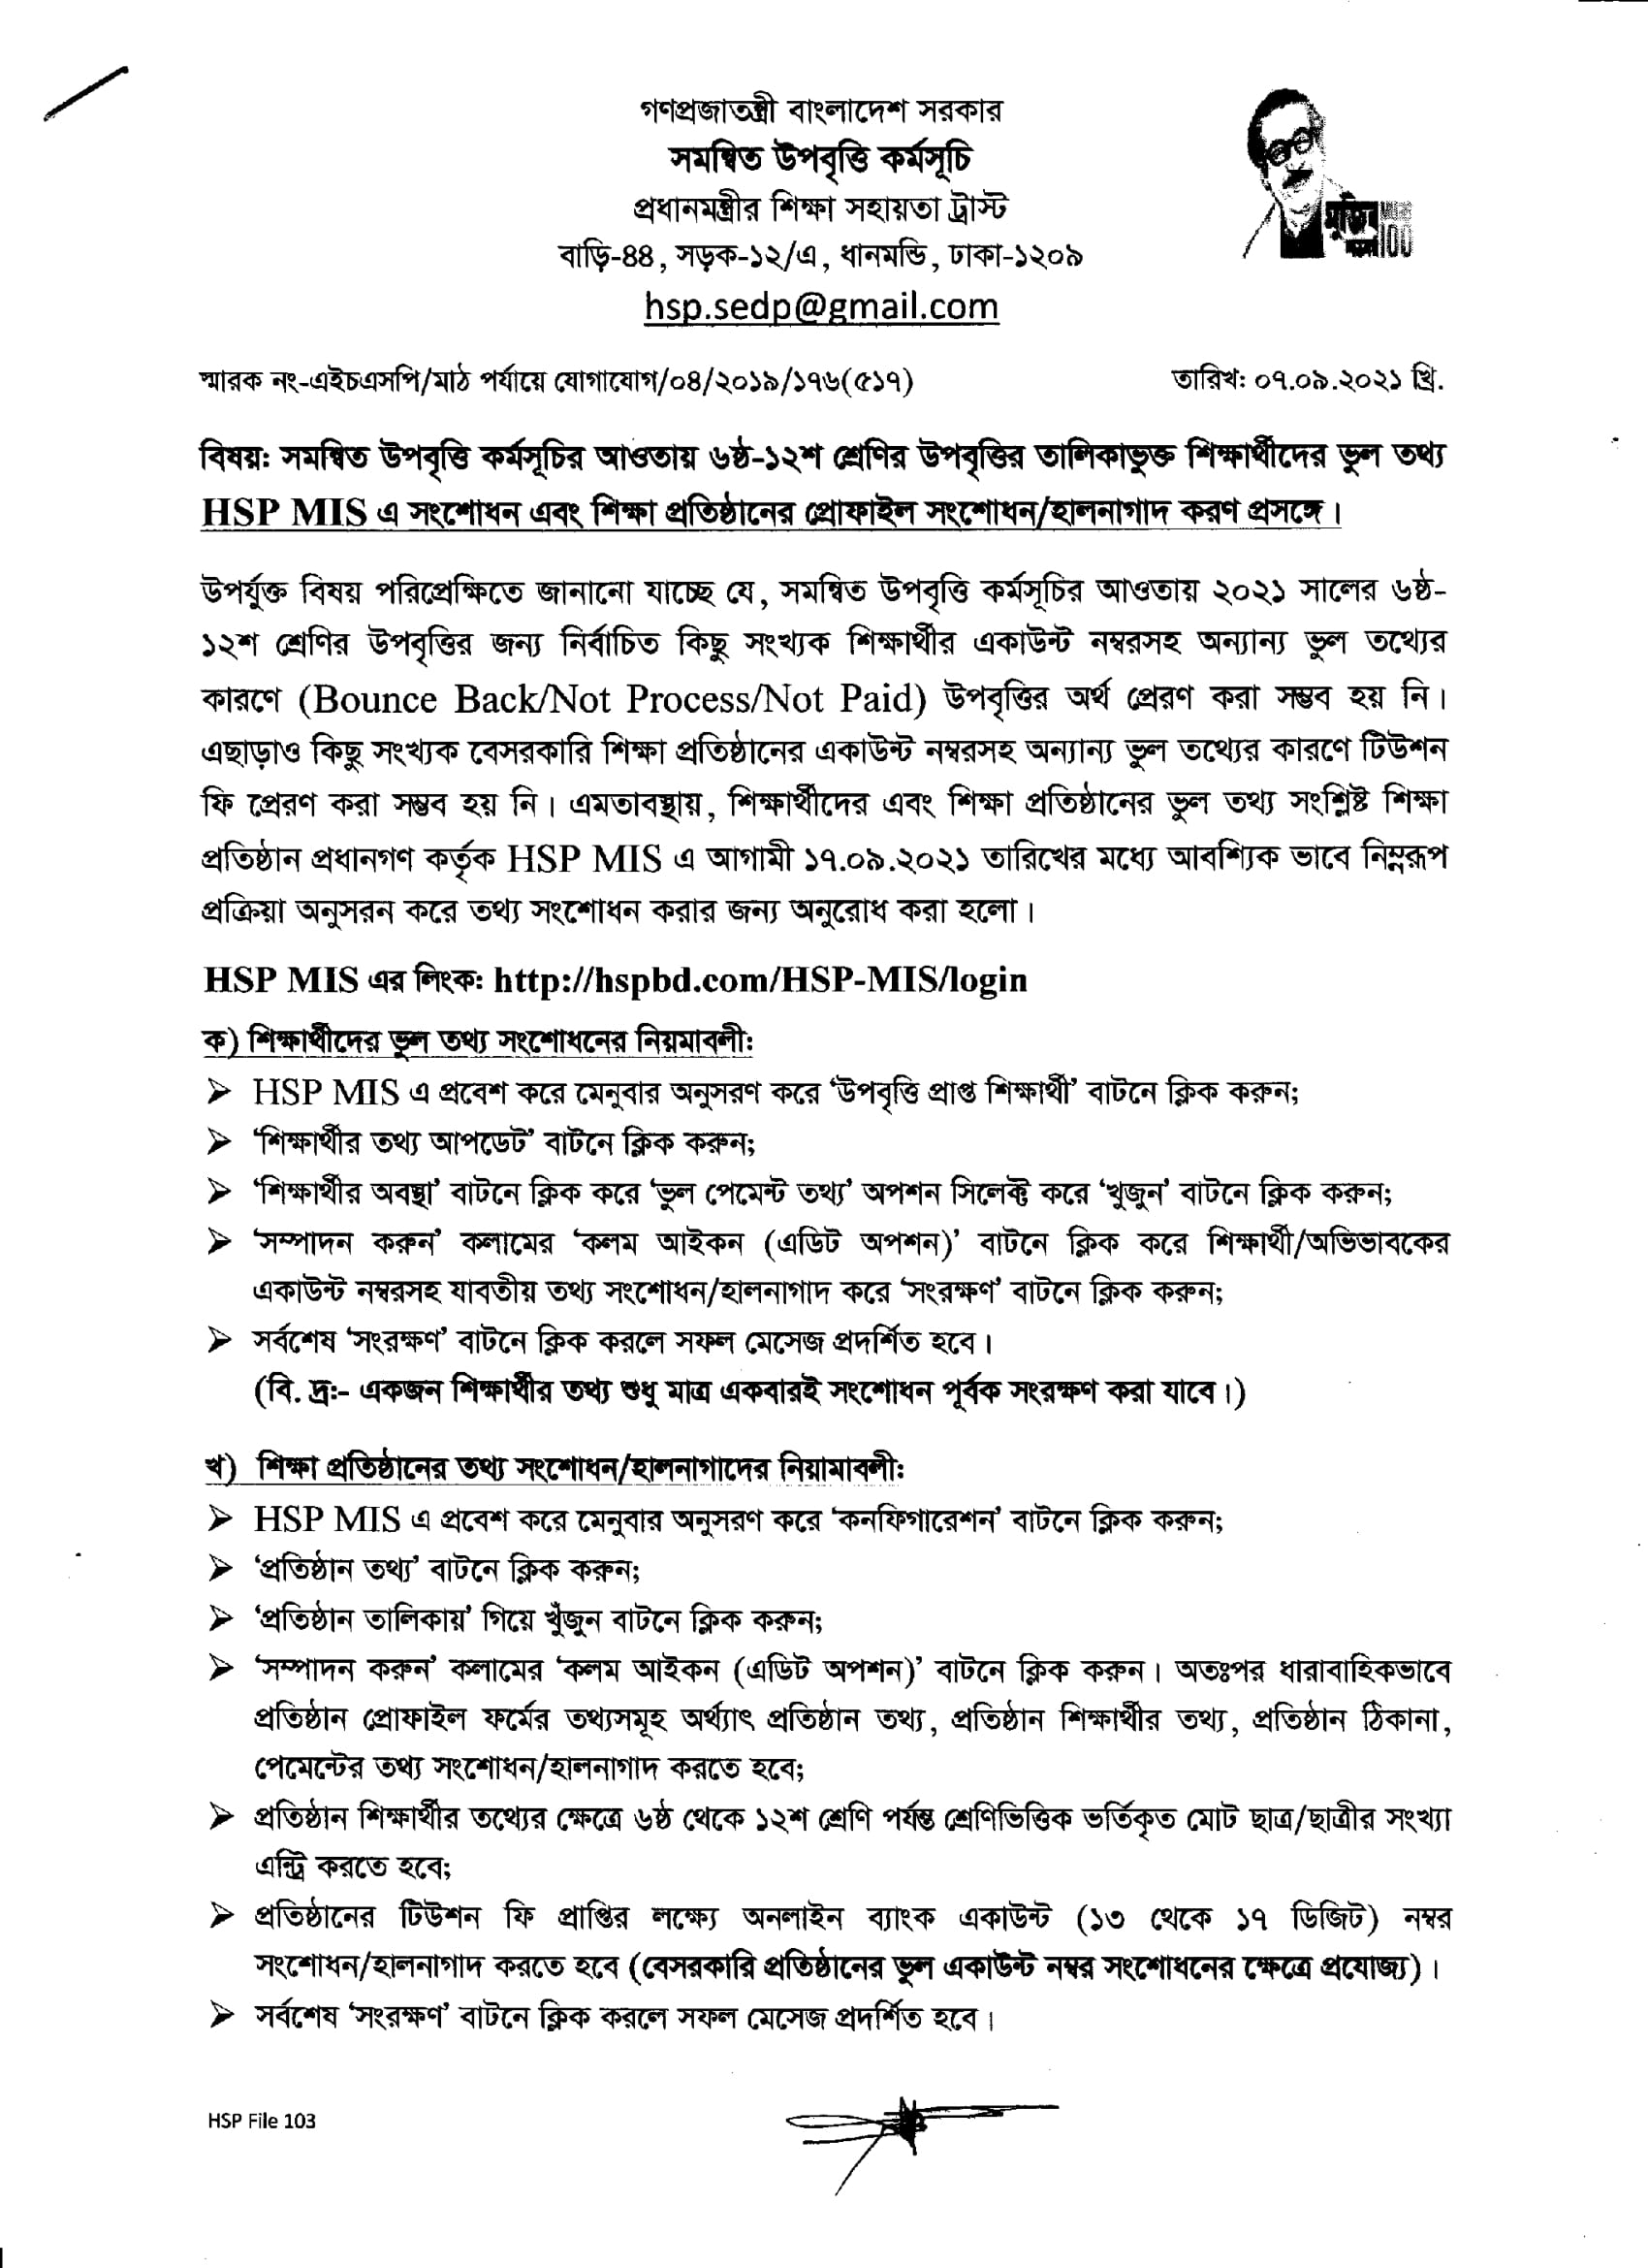 গণপ্রজাতন্ত্রী বাংলাদেশ সরকার
সমন্বিত উপবৃত্তি কর্মসূচি
প্রধানমন্ত্রীর শিক্ষা সহায়তা ট্রাস্ট
বাড়ি-৪৪, সড়ক-১২/এ, ধানমন্ডি, ঢাকা-১২০৯
hsp.sedp@gmail.com
মুজিব
100
স্মারক নং-এইচএসপি/মাঠ পর্যায়ে যোগাযোগ/০৪/২০১৯/১৭৬(৫১৭) তারিখ: ০৭.০৯.২০২১ খ্রি.
বিষয়: সমন্বিত উপবৃত্তি কর্মসূচির আওতায় ৬ষ্ঠ-১২শ শ্রেণির উপবৃত্তির তালিকাভুক্ত শিক্ষার্থীদের ভুল তথ্য
HSP MIS এ সংশোধন এবং শিক্ষা প্রতিষ্ঠানের প্রোফাইল সংশোধন/হালনাগাদ করণ প্রসঙ্গে।
উপর্যুক্ত বিষয় পরিপ্রেক্ষিতে জানানো যাচ্ছে যে, সমন্বিত উপবৃত্তি কর্মসূচির আওতায় ২০২১ সালের ৬ষ্ঠ-
১২শ শ্রেণির উপবৃত্তির জন্য নির্বাচিত কিছু সংখ্যক শিক্ষার্থীর একাউন্ট নম্বরসহ অন্যান্য ভুল তথ্যের
কারণে (Bounce Back/Not Process/Not Paid) উপবৃত্তির অর্থ প্রেরণ করা সম্ভব হয় নি।
এছাড়াও কিছু সংখ্যক বেসরকারি শিক্ষা প্রতিষ্ঠানের একাউন্ট নম্বরসহ অন্যান্য ভুল তথ্যের কারণে টিউশন
ফি প্রেরণ করা সম্ভব হয় নি। এমতাবস্থায়, শিক্ষার্থীদের এবং শিক্ষা প্রতিষ্ঠানের ভুল তথ্য সংশ্লিষ্ট শিক্ষা
প্রতিষ্ঠান প্রধানগণ কর্তৃক HSP MIS এ আগামী ১৭.০৯.২০২১ তারিখের মধ্যে আবশ্যিক ভাবে নিম্নরূপ
প্রক্রিয়া অনুসরন করে তথ্য সংশোধন করার জন্য অনুরোধ করা হলো।
HSP MIS এর লিংক: http://hspbd.com/HSP-MIS/login
ক) শিক্ষার্থীদের ভুল তথ্য সংশোধনের নিয়মাবলী:
➢ HSP MIS এ প্রবেশ করে মেনুবার অনুসরণ করে ‘উপবৃত্তি প্রাপ্ত শিক্ষার্থী’ বাটনে ক্লিক করুন;
➢ ‘শিক্ষার্থীর তথ্য আপডেট’ বাটনে ক্লিক করুন;
➢ ‘শিক্ষার্থীর অবস্থা’ বাটনে ক্লিক করে ‘ভুল পেমেন্ট তথ্য’ অপশন সিলেক্ট করে ‘খুজুন’ বাটনে ক্লিক করুন;
➢ ‘সম্পাদন করুন’ কলামের ‘কলম আইকন (এডিট অপশন)’ বাটনে ক্লিক করে শিক্ষার্থী/অভিভাবকের
একাউন্ট নম্বরসহ যাবতীয় তথ্য সংশোধন/হালনাগাদ করে ‘সংরক্ষণ’ বাটনে ক্লিক করুন;
➢ সর্বশেষ ‘সংরক্ষণ’ বাটনে ক্লিক করলে সফল মেসেজ প্রদর্শিত হবে।
(বি. দ্র:- একজন শিক্ষার্থীর তথ্য শুধু মাত্র একবারই সংশোধন পূর্বক সংরক্ষণ করা যাবে।)
খ) শিক্ষা প্রতিষ্ঠানের তথ্য সংশোধন/হালনাগাদের নিয়ামাবলী:
➢ HSP MIS এ প্রবেশ করে মেনুবার অনুসরণ করে ‘কনফিগারেশন’ বাটনে ক্লিক করুন;
➢ ‘প্রতিষ্ঠান তথ্য’ বাটনে ক্লিক করুন;
➢ ‘প্রতিষ্ঠান তালিকায়’ গিয়ে খুঁজুন বাটনে ক্লিক করুন;
➢ ‘সম্পাদন করুন’ কলামের ‘কলম আইকন (এডিট অপশন)’ বাটনে ক্লিক করুন। অতঃপর ধারাবাহিকভাবে
প্রতিষ্ঠান প্রোফাইল ফর্মের তথ্যসমূহ অর্থ্যাৎ প্রতিষ্ঠান তথ্য, প্রতিষ্ঠান শিক্ষার্থীর তথ্য, প্রতিষ্ঠান ঠিকানা,
পেমেন্টের তথ্য সংশোধন/হালনাগাদ করতে হবে;
➢ প্রতিষ্ঠান শিক্ষার্থীর তথ্যের ক্ষেত্রে ৬ষ্ঠ থেকে ১২শ শ্রেণি পর্যন্ত শ্রেণিভিত্তিক ভর্তিকৃত মোট ছাত্র/ছাত্রীর সংখ্যা
এন্ট্রি করতে হবে;
➢ প্রতিষ্ঠানের টিউশন ফি প্রাপ্তির লক্ষ্যে অনলাইন ব্যাংক একাউন্ট (১৩ থেকে ১৭ ডিজিট) নম্বর
সংশোধন/হালনাগাদ করতে হবে (বেসরকারি প্রতিষ্ঠানের ভুল একাউন্ট নম্বর সংশোধনের ক্ষেত্রে প্রযোজ্য)।
➢ সর্বশেষ ‘সংরক্ষণ’ বাটনে ক্লিক করলে সফল মেসেজ প্রদর্শিত হবে।
HSP File 103